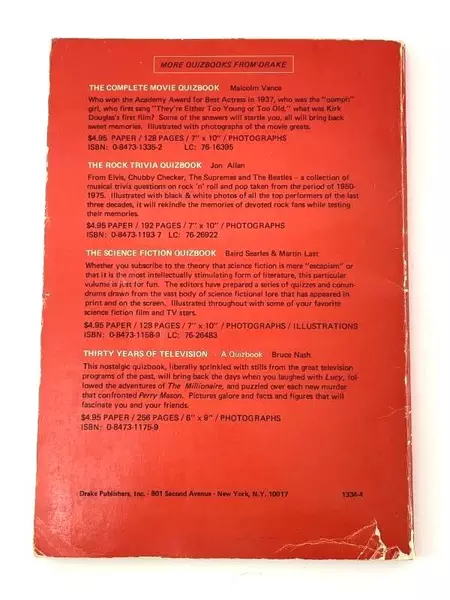 MORE QUIZBOOKS FROM DRAKE
THE COMPLETE MOVIE QUIZBOOK Malcolm Vance
Who won the Academy Award for Best Actress in 1937, who was the "oomph"
girl, who first sang "They're Either Too Young or Too Old," what was Kirk
Douglas's first film? Some of the answers will startle you, all will bring back
sweet memories. Illustrated with photographs of the movie greats.
$4.95 PAPER / 128 PAGES / 7" x 10" / PHOTOGRAPHS
ISBN: 0-8473-1335-2 LC: 76-16395
THE ROCK TRIVIA QUIZBOOK Jon Allan
From Elvis, Chubby Checker, The Supremes and The Beatles – a collection of
musical trivia questions on rock 'n' roll and pop taken from the period of 1950-
1975. Illustrated with black & white photos of all the top performers of the last
three decades, it will rekindle the memories of devoted rock fans while testing
their memories.
$4.95 PAPER / 192 PAGES / 7" x 10" / PHOTOGRAPHS
ISBN: 0-8473-1193-7 LC: 76-26922
THE SCIENCE FICTION QUIZBOOK Baird Searles & Martin Last
Whether you subscribe to the theory that science fiction is mere "escapism" or
that it is the most intellectually stimulating form of literature, this particular
volume is just for fun. The editors have prepared a series of quizzes and conun-
drums drawn from the vast body of science fictional lore that has appeared in
print and on the screen. Illustrated throughout with some of your favorite
science fiction film and TV stars.
$4.95 PAPER / 128 PAGES / 7" x 10" / PHOTOGRAPHS / ILLUSTRATIONS
ISBN: 0-8473-1158-9 LC: 76-26483
THIRTY YEARS OF TELEVISION - A Quizbook Bruce Nash
This nostalgic quizbook, liberally sprinkled with stills from the great television
programs of the past, will bring back the days when you laughed with Lucy, fol-
lowed the adventures of The Millionaire, and puzzled over each new murder
that confronted Perry Mason. Pictures galore and facts and figures that will
fascinate you and your friends.
$4.95 PAPER / 256 PAGES / 6" x 9" / PHOTOGRAPHS
ISBN: 0-8473-1175-9
Drake Publishers, Inc. · 801 Second Avenue · New York, N.Y. 10017 1334-4